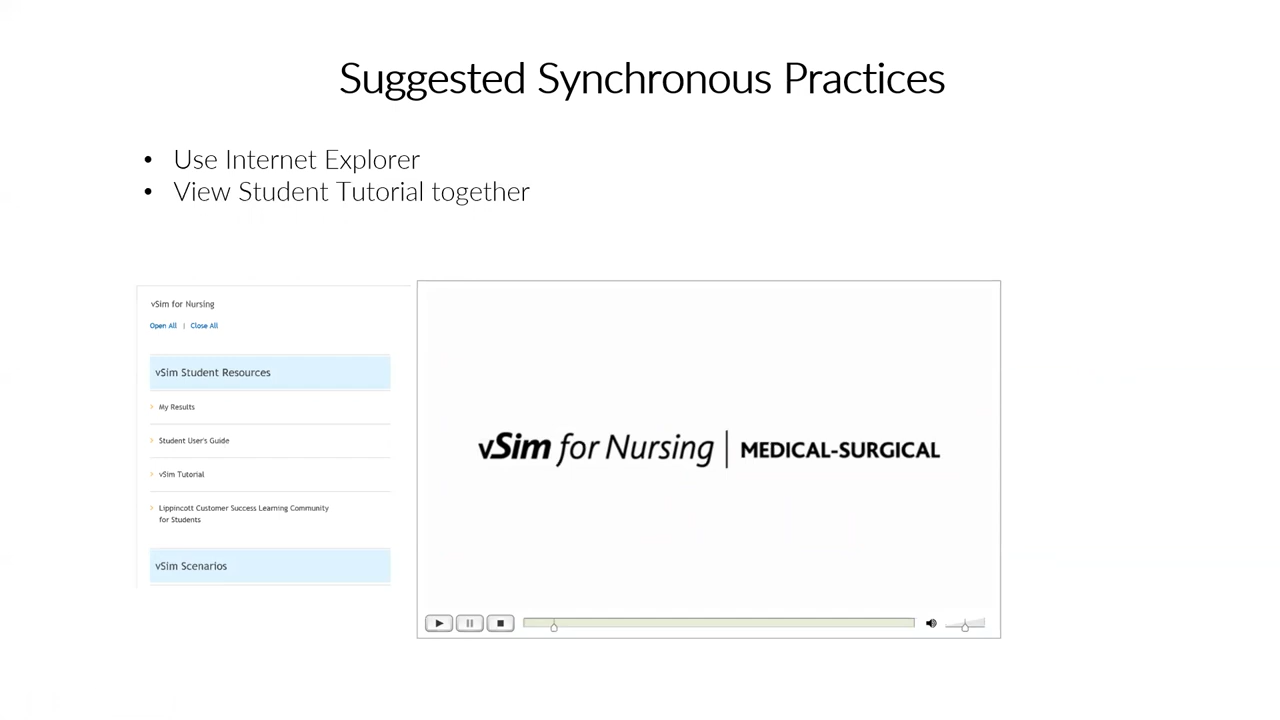 Suggested Synchronous Practices
• Use Internet Explorer
• View Student Tutorial together
vSim for Nursing
Open All | Close All
vSim Student Resources
My Results
Student User's Guide
vSim Tutorial
Lippincott Customer Success Learning Community
for Students
vSim Scenarios
vSim for Nursing | MEDICAL-SURGICAL